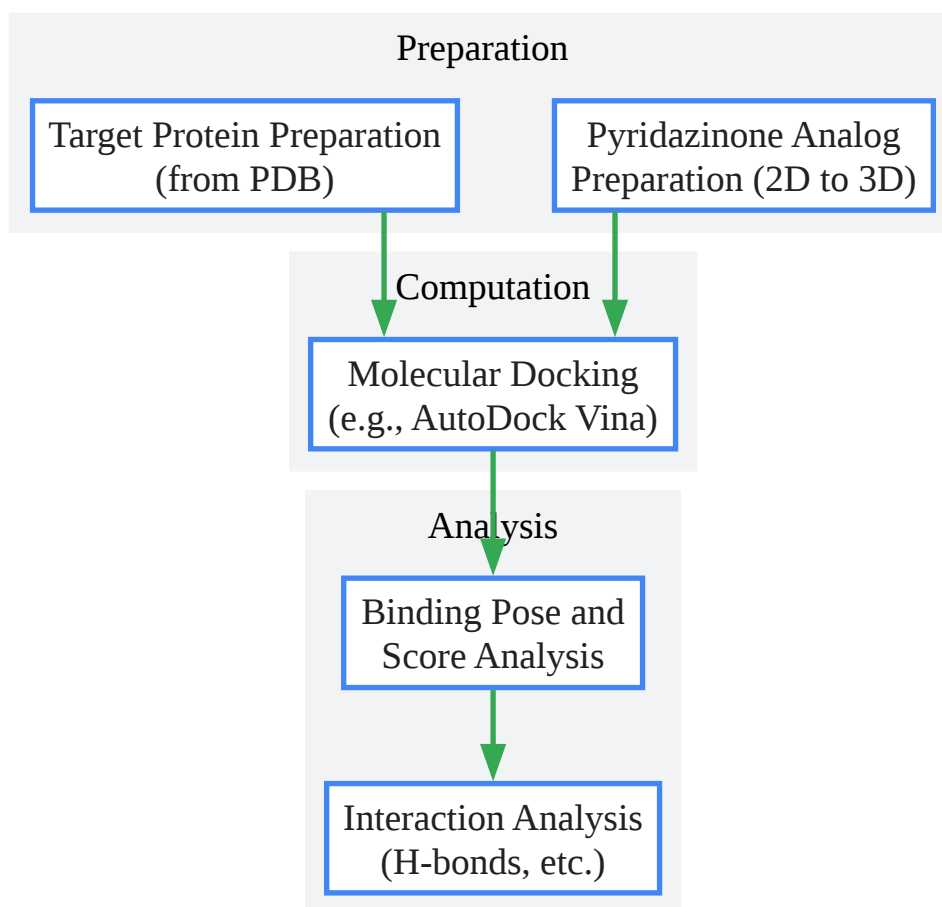 Preparation
Target Protein Preparation
(from PDB)
Pyridazinone Analog
Preparation (2D to 3D)
Computation
Molecular Docking
(e.g., AutoDock Vina)
Analysis
Binding Pose and
Score Analysis
Interaction Analysis
(H-bonds, etc.)